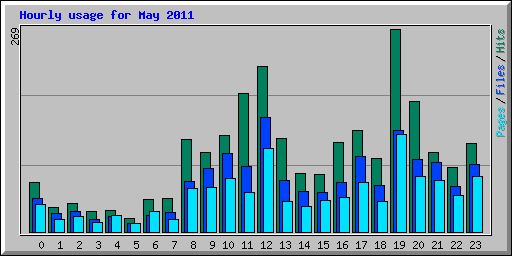 Hourly usage for May 2011
269
Pages/Files/Hits
0 1 2 3 4 5 6 7 8 9 10 11 12 13 14 15 16 17 18 19 20 21 22 23